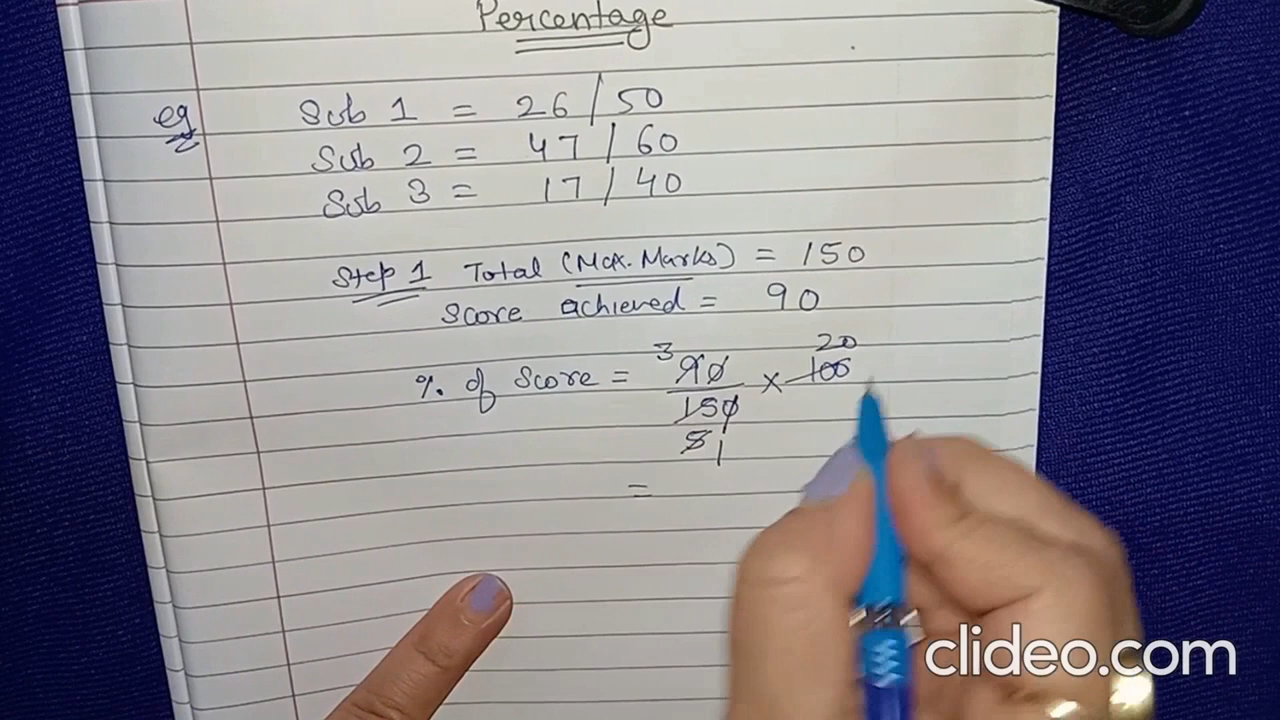 Percentage
eg Sub 1 = 26/50
Sub 2 = 47/60
Sub 3 = 17/40
Step 1 Total (Max. Marks) = 150
Score achieved = 90
3 20
% of Score = 90 × 100
150
5 1
=
clideo.com